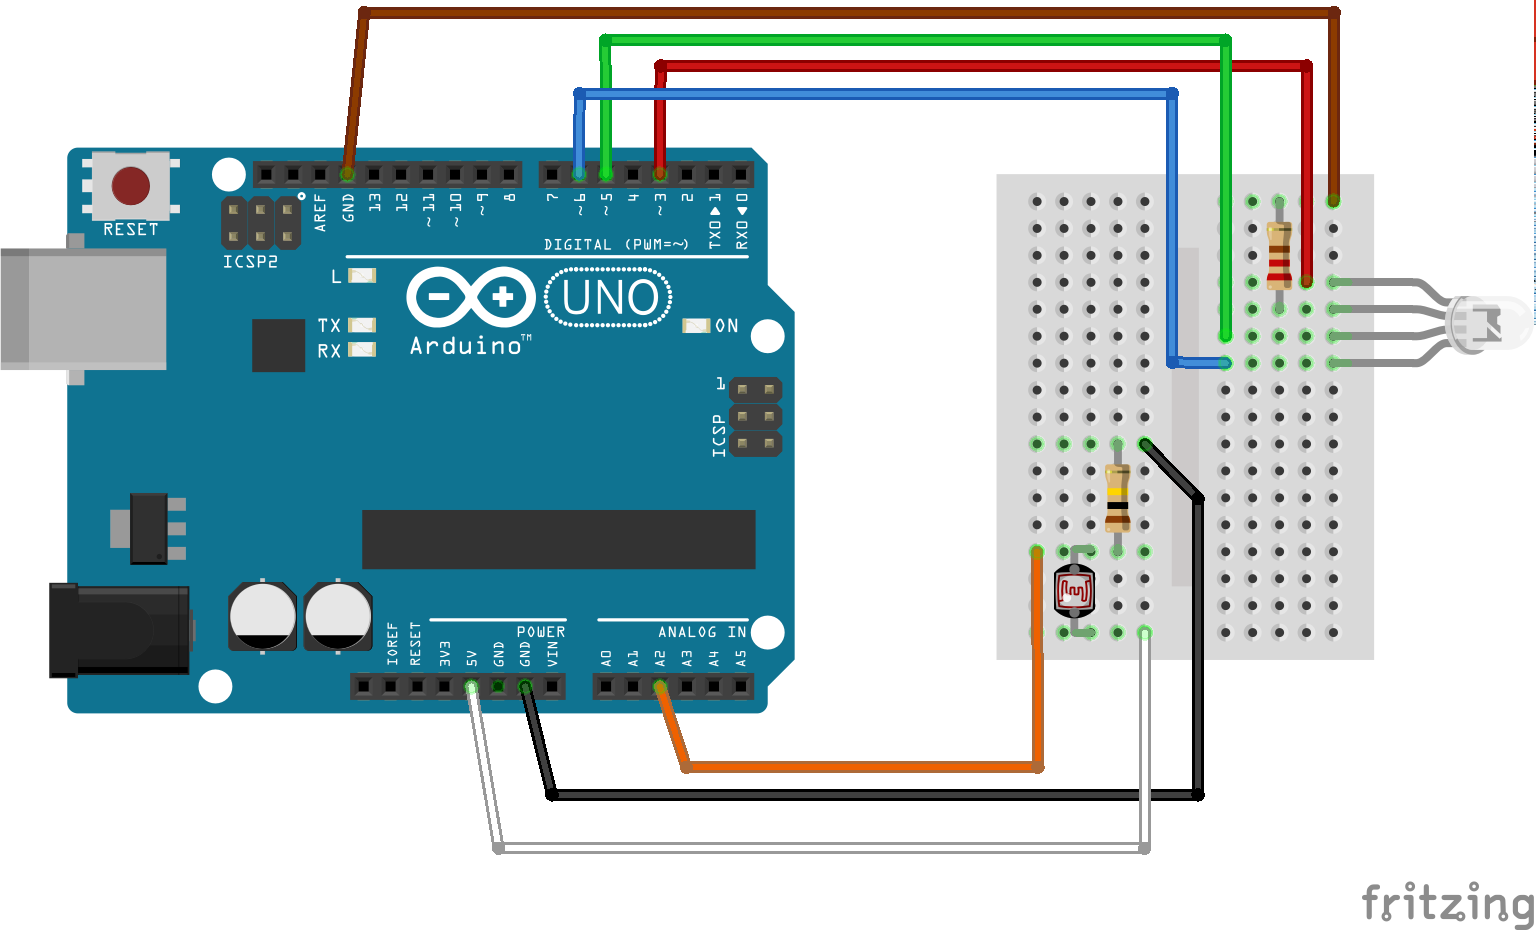 RESET
ICSP2
AREF
GND
13
12
~11
~10
~9
8
7
~6
~5
4
~3
2
TX0▶1
RX0◀0
DIGITAL (PWM=~)
L
TX
RX
UNO
Arduino™
ON
1
ICSP
IOREF
RESET
3V3
5V
GND
GND
VIN
POWER
ANALOG IN
A0
A1
A2
A3
A4
A5
fritzing